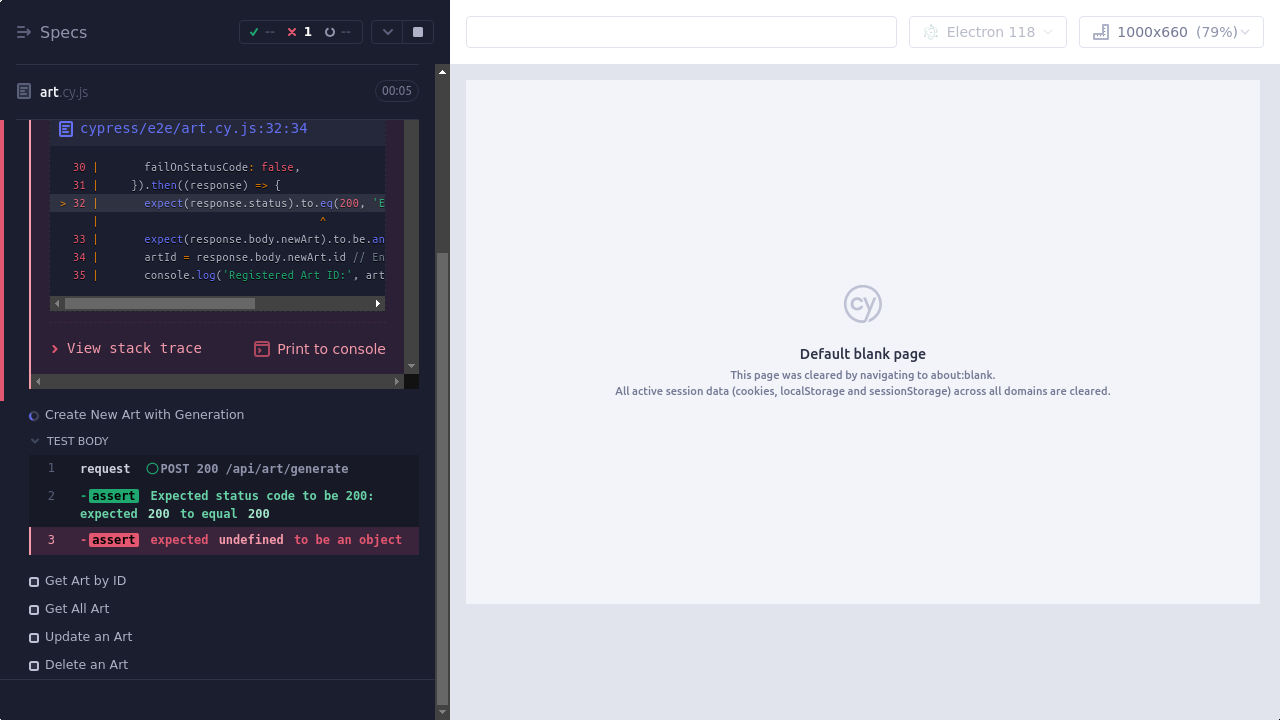 Specs
--
1
--
Electron 118
1000x660 (79%)
art.cy.js
00:05
cypress/e2e/art.cy.js:32:34
30 | failOnStatusCode: false,
31 | }).then((response) => {
> 32 | expect(response.status).to.eq(200, 'E
| ^
33 | expect(response.body.newArt).to.be.an
34 | artId = response.body.newArt.id // En
35 | console.log('Registered Art ID:', art
View stack trace
Print to console
Create New Art with Generation
TEST BODY
1 request POST 200 /api/art/generate
2 -assert Expected status code to be 200:
expected 200 to equal 200
3 -assert expected undefined to be an object
Get Art by ID
Get All Art
Update an Art
Delete an Art
cy
Default blank page
This page was cleared by navigating to about:blank.
All active session data (cookies, localStorage and sessionStorage) across all domains are cleared.